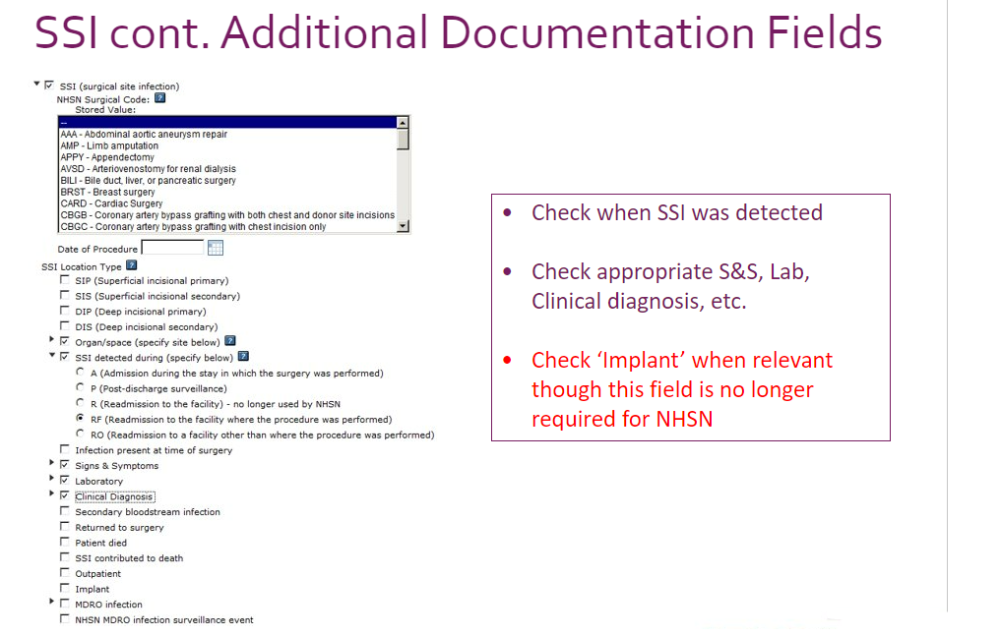 SSI cont. Additional Documentation Fields
SSI (surgical site infection)
NHSN Surgical Code: ?
Stored Value:
--
AAA - Abdominal aortic aneurysm repair
AMP - Limb amputation
APPY - Appendectomy
AVSD - Arteriovenostomy for renal dialysis
BILI - Bile duct, liver, or pancreatic surgery
BRST - Breast surgery
CARD - Cardiac Surgery
CBGB - Coronary artery bypass grafting with both chest and donor site incisions
CBGC - Coronary artery bypass grafting with chest incision only
Date of Procedure
SSI Location Type ?
SIP (Superficial incisional primary)
SIS (Superficial incisional secondary)
DIP (Deep incisional primary)
DIS (Deep incisional secondary)
Organ/space (specify site below) ?
SSI detected during (specify below) ?
A (Admission during the stay in which the surgery was performed)
P (Post-discharge surveillance)
R (Readmission to the facility) - no longer used by NHSN
RF (Readmission to the facility where the procedure was performed)
RO (Readmission to a facility other than where the procedure was performed)
Infection present at time of surgery
Signs & Symptoms
Laboratory
Clinical Diagnosis
Secondary bloodstream infection
Returned to surgery
Patient died
SSI contributed to death
Outpatient
Implant
MDRO infection
NHSN MDRO infection surveillance event
• Check when SSI was detected
• Check appropriate S&S, Lab,
Clinical diagnosis, etc.
• Check ‘Implant’ when relevant
though this field is no longer
required for NHSN